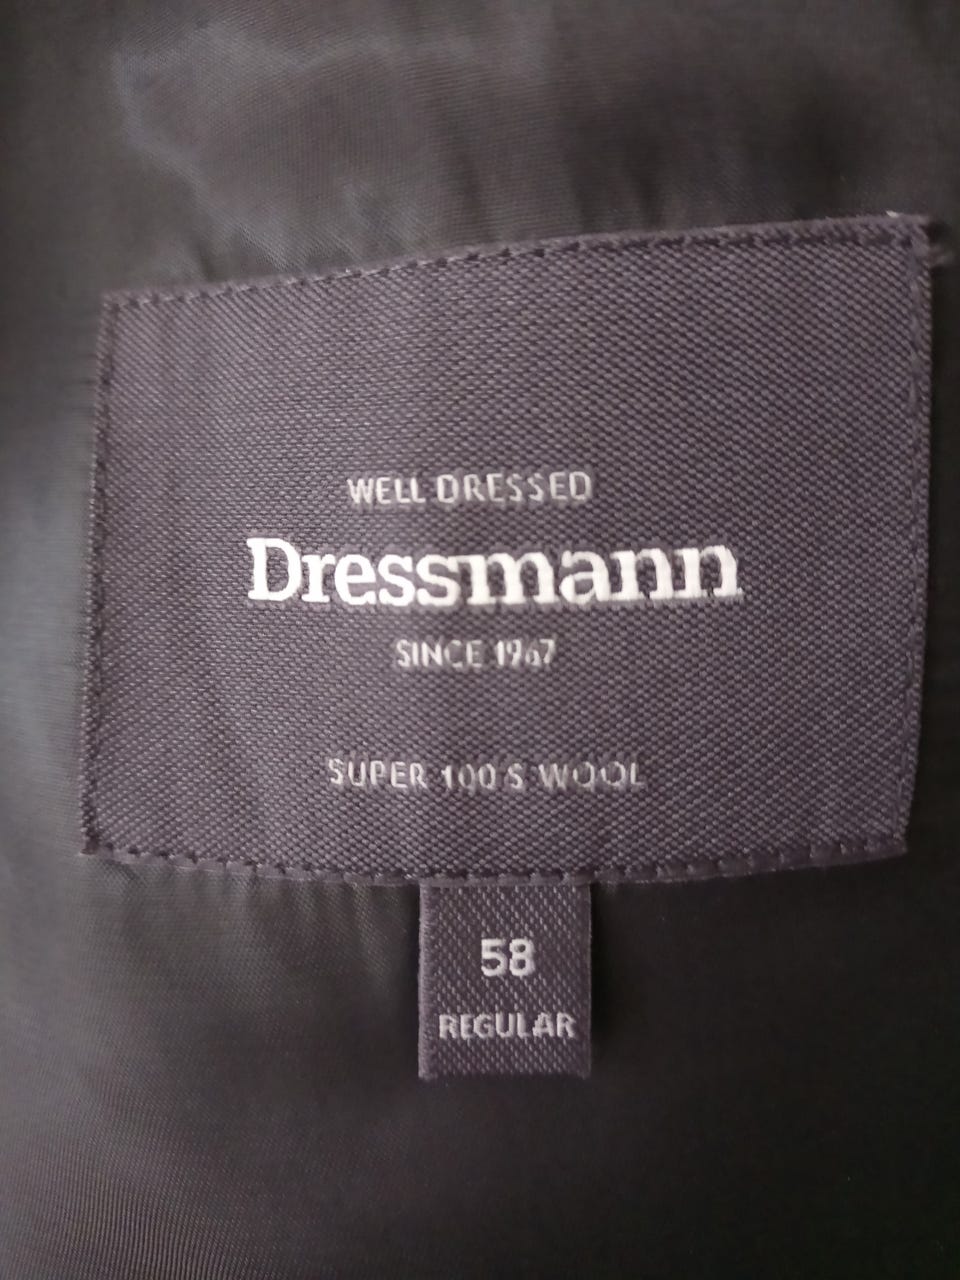 WELL DRESSED
Dressmann
SINCE 1967
SUPER 100'S WOOL
58
REGULAR